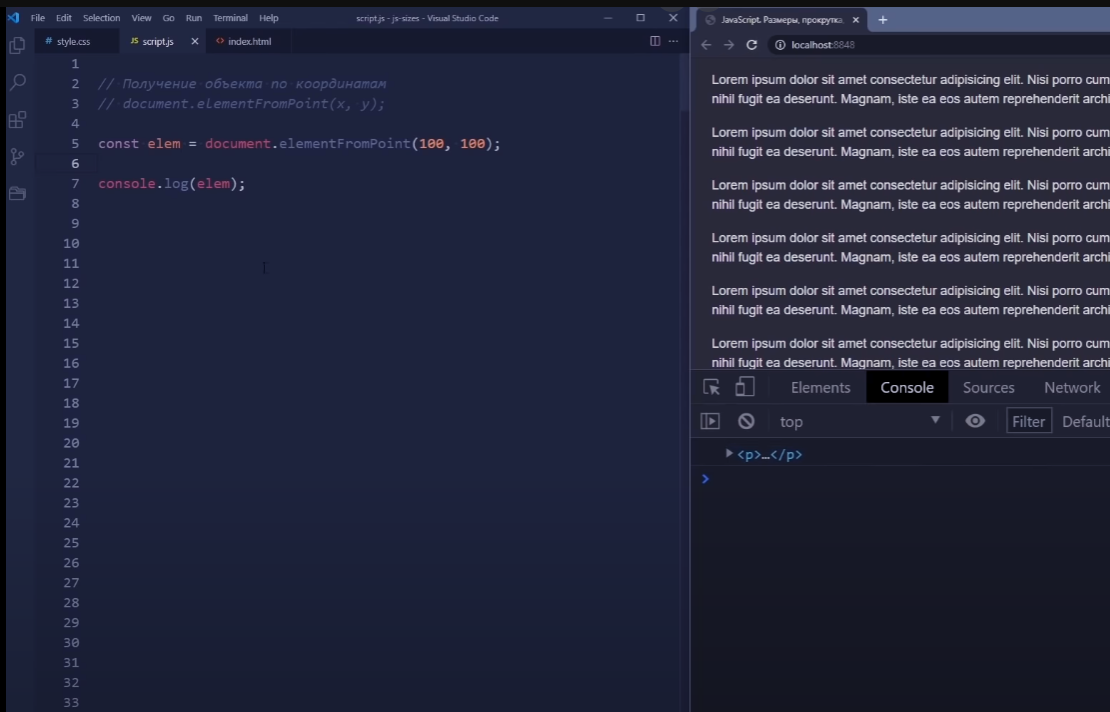 File Edit Selection View Go Run Terminal Help script.js - js-sizes - Visual Studio Code
# style.css JS script.js × <> index.html ···
1
2 // Получение объекта по координатам
3 // document.elementFromPoint(x, y);
4
5 const elem = document.elementFromPoint(100, 100);
6
7 console.log(elem);
8
9
10
11
12
13
14
15
16
17
18
19
20
21
22
23
24
25
26
27
28
29
30
31
32
33
JavaScript. Размеры, прокрутка, × +
localhost:8848
Lorem ipsum dolor sit amet consectetur adipisicing elit. Nisi porro cum
nihil fugit ea deserunt. Magnam, iste ea eos autem reprehenderit archi
Lorem ipsum dolor sit amet consectetur adipisicing elit. Nisi porro cum
nihil fugit ea deserunt. Magnam, iste ea eos autem reprehenderit archi
Lorem ipsum dolor sit amet consectetur adipisicing elit. Nisi porro cum
nihil fugit ea deserunt. Magnam, iste ea eos autem reprehenderit archi
Lorem ipsum dolor sit amet consectetur adipisicing elit. Nisi porro cum
nihil fugit ea deserunt. Magnam, iste ea eos autem reprehenderit archi
Lorem ipsum dolor sit amet consectetur adipisicing elit. Nisi porro cum
nihil fugit ea deserunt. Magnam, iste ea eos autem reprehenderit archi
Lorem ipsum dolor sit amet consectetur adipisicing elit. Nisi porro cum
nihil fugit ea deserunt. Magnam, iste ea eos autem reprehenderit archi
Elements Console Sources Network
top Filter Default
<p>…</p>